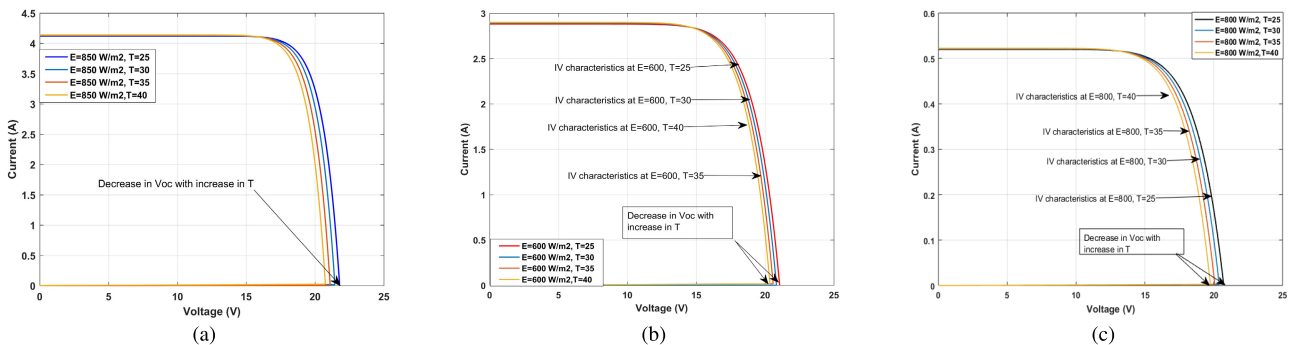 4.5
4
3.5
3
2.5
2
1.5
1
0.5
0
Current (A)
E=850 W/m2, T=25
E=850 W/m2, T=30
E=850 W/m2, T=35
E=850 W/m2,T=40
Decrease in Voc with increase in T
0 5 10 15 20 25
Voltage (V)
(a)
3
2.5
2
1.5
1
0.5
0
Current (A)
IV characteristics at E=600, T=25
IV characteristics at E=600, T=30
IV characteristics at E=600, T=40
IV characteristics at E=600, T=35
Decrease in Voc with
increase in T
E=600 W/m2, T=25
E=600 W/m2, T=30
E=600 W/m2, T=35
E=600 W/m2,T=40
0 5 10 15 20 25
Voltage (V)
(b)
0.6
0.5
0.4
0.3
0.2
0.1
0
Current (A)
E=800 W/m2, T=25
E=800 W/m2, T=30
E=800 W/m2, T=35
E=800 W/m2,T=40
IV characteristics at E=800, T=40
IV characteristics at E=800, T=35
IV characteristics at E=800, T=30
IV characteristics at E=800, T=25
Decrease in Voc with
increase in T
0 5 10 15 20 25
Voltage (V)
(c)